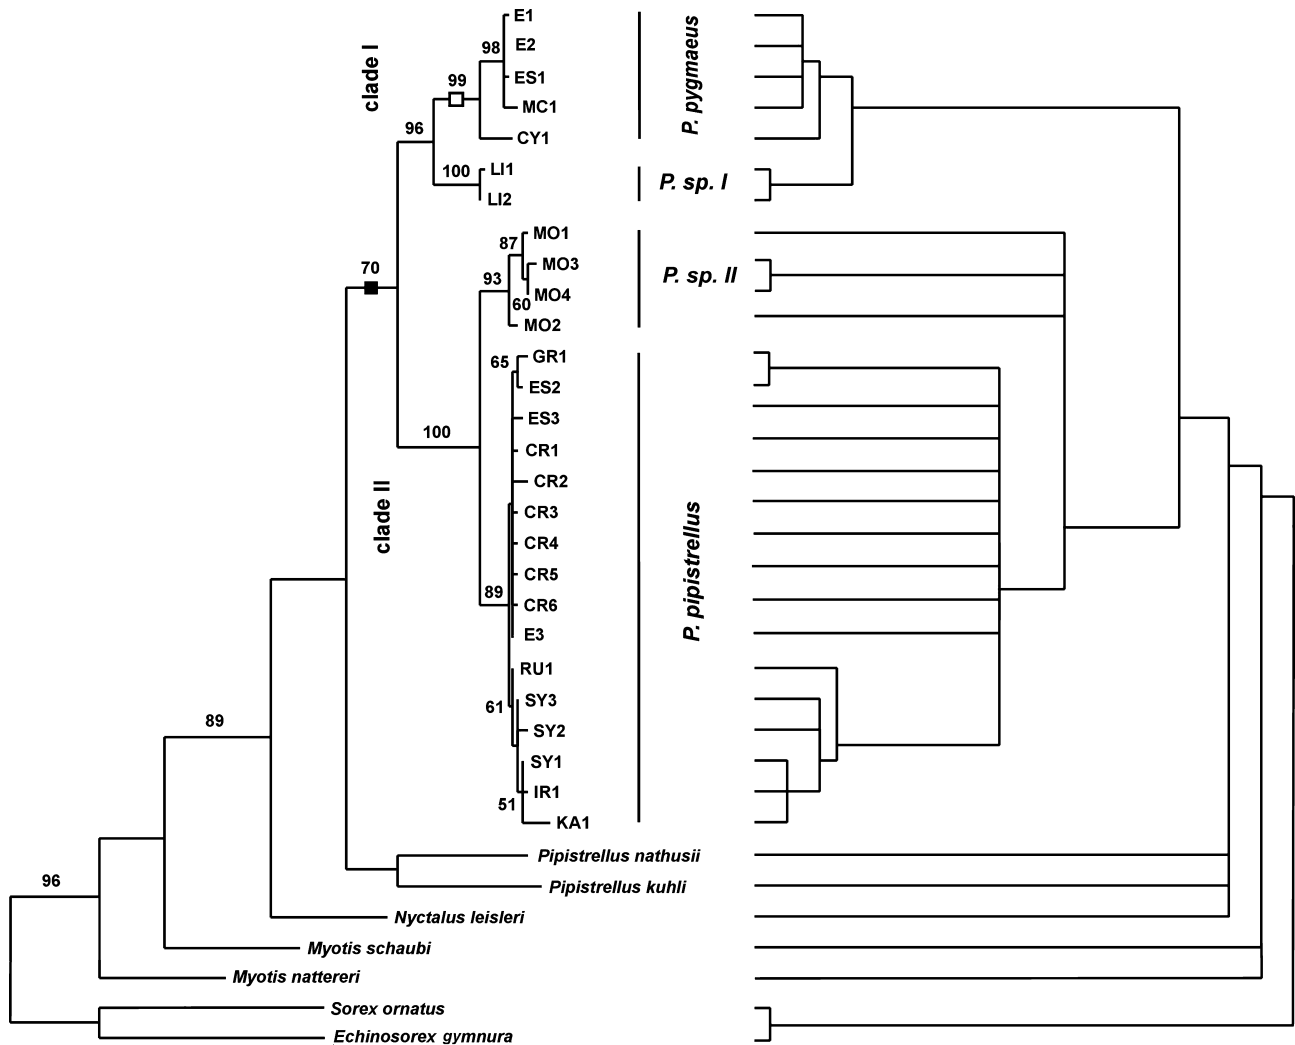 E1
98
E2
clade I
ES1
99
MC1
P. pygmaeus
96
CY1
100
LI1
LI2
P. sp. I
MO1
87
MO3
70
93
P. sp. II
MO4
60
MO2
65
GR1
ES2
ES3
100
CR1
CR2
clade II
CR3
CR4
CR5
89
CR6
E3
P. pipistrellus
RU1
61
SY3
SY2
89
SY1
51
IR1
KA1
Pipistrellus nathusii
96
Pipistrellus kuhli
Nyctalus leisleri
Myotis schaubi
Myotis nattereri
Sorex ornatus
Echinosorex gymnura